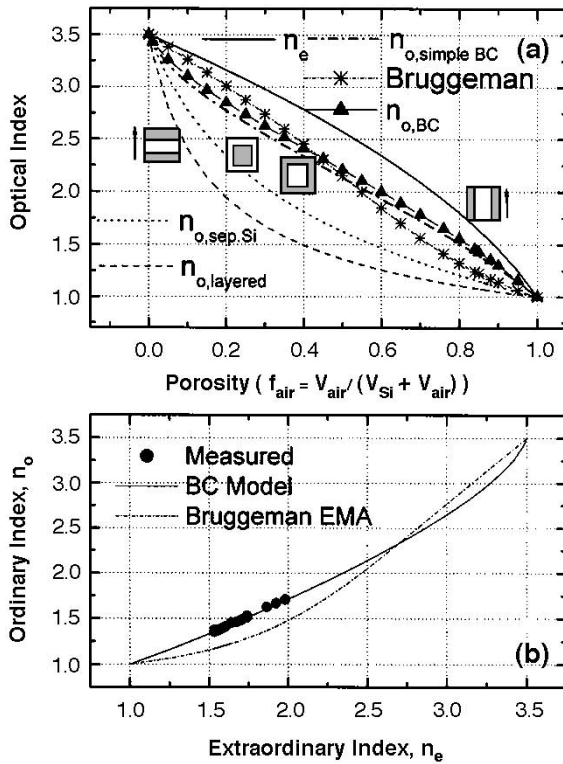 3.5
3.0
2.5
2.0
1.5
1.0
Optical Index
n_e
n_o,simple BC
(a)
Bruggeman
n_o,BC
n_o,sep.Si
n_o,layered
0.0 0.2 0.4 0.6 0.8 1.0
Porosity ( f_air = V_air / (V_Si + V_air) )
3.5
3.0
2.5
2.0
1.5
1.0
Ordinary Index, n_o
Measured
BC Model
Bruggeman EMA
(b)
1.0 1.5 2.0 2.5 3.0 3.5
Extraordinary Index, n_e